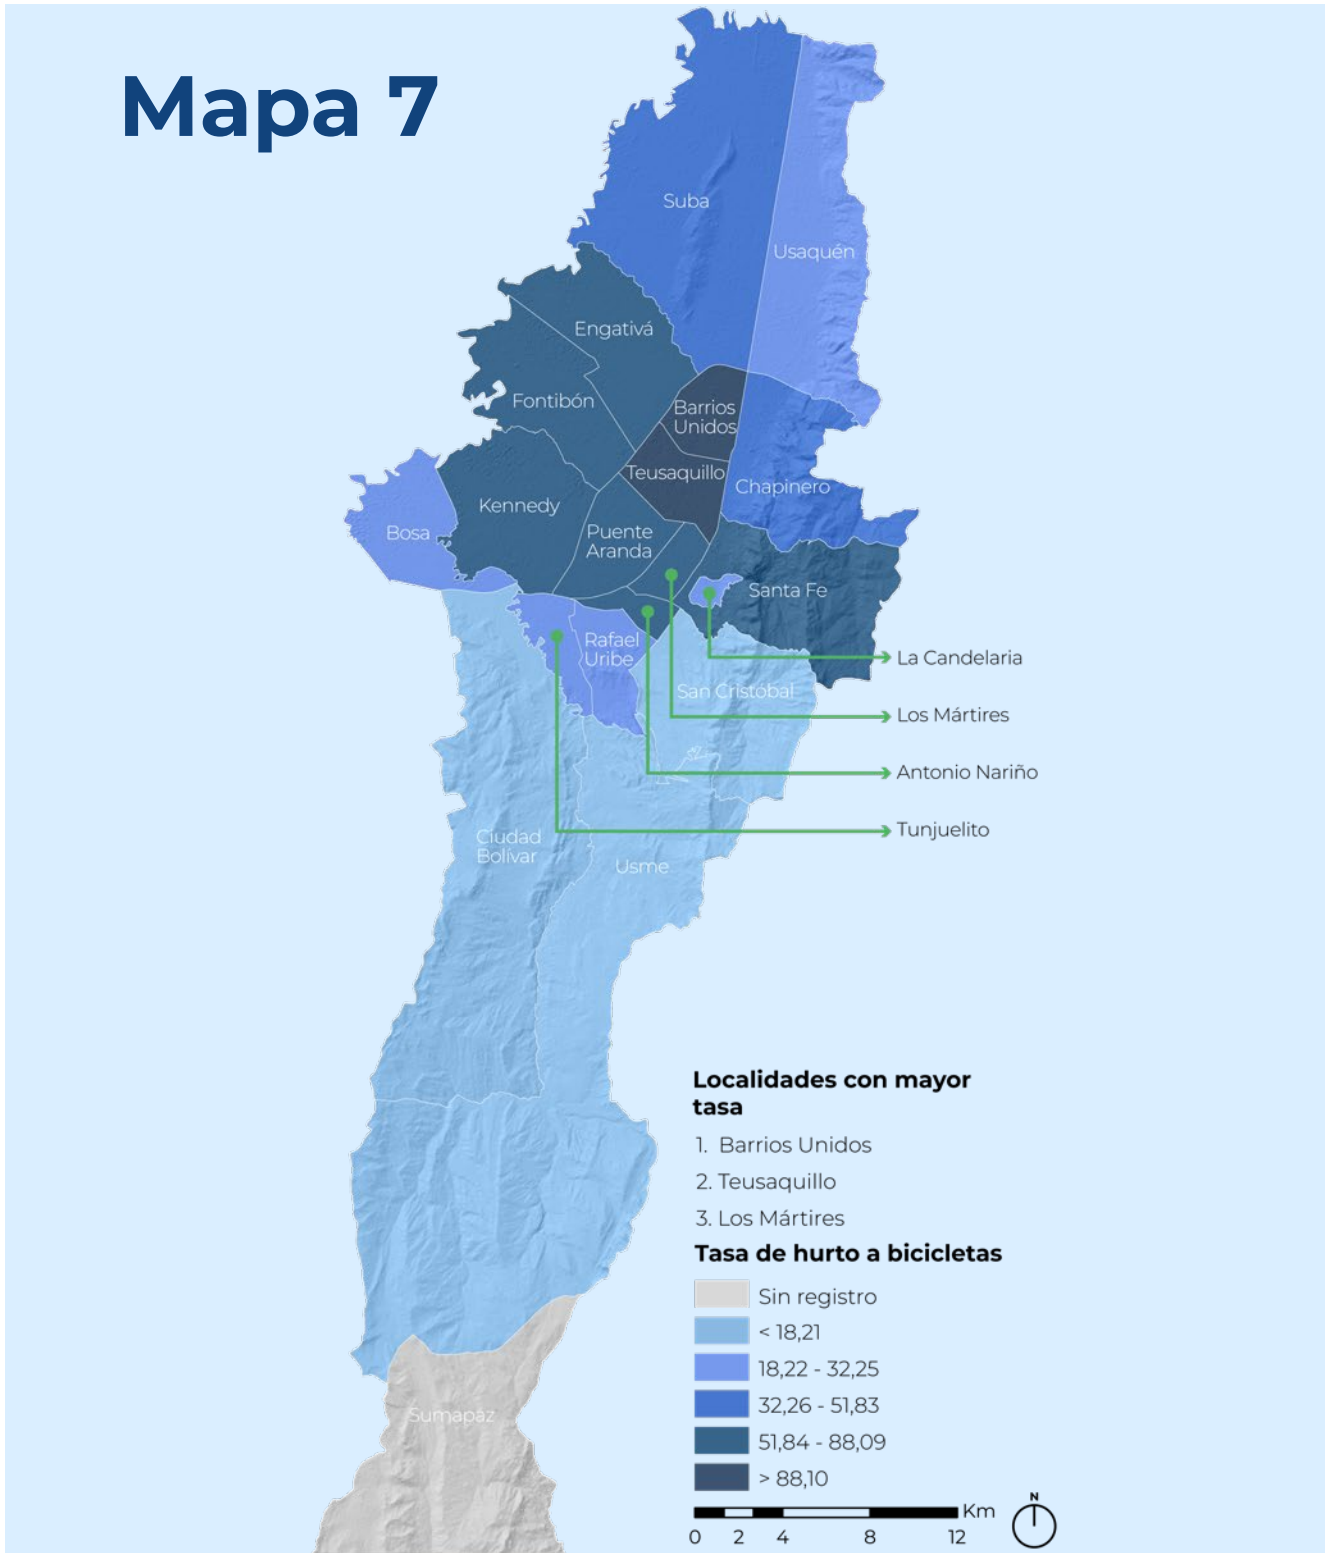 Mapa 7
Suba
Usaquén
Engativá
Fontibón
Barrios
Unidos
Teusaquillo
Chapinero
Kennedy
Bosa
Puente
Aranda
Santa Fe
Rafael
Uribe
La Candelaria
San Cristóbal
Los Mártires
Antonio Nariño
Tunjuelito
Ciudad
Bolívar
Usme
Sumapáz
Localidades con mayor
tasa
1. Barrios Unidos
2. Teusaquillo
3. Los Mártires
Tasa de hurto a bicicletas
Sin registro
< 18,21
18,22 - 32,25
32,26 - 51,83
51,84 - 88,09
> 88,10
Km
N
0 2 4 8 12